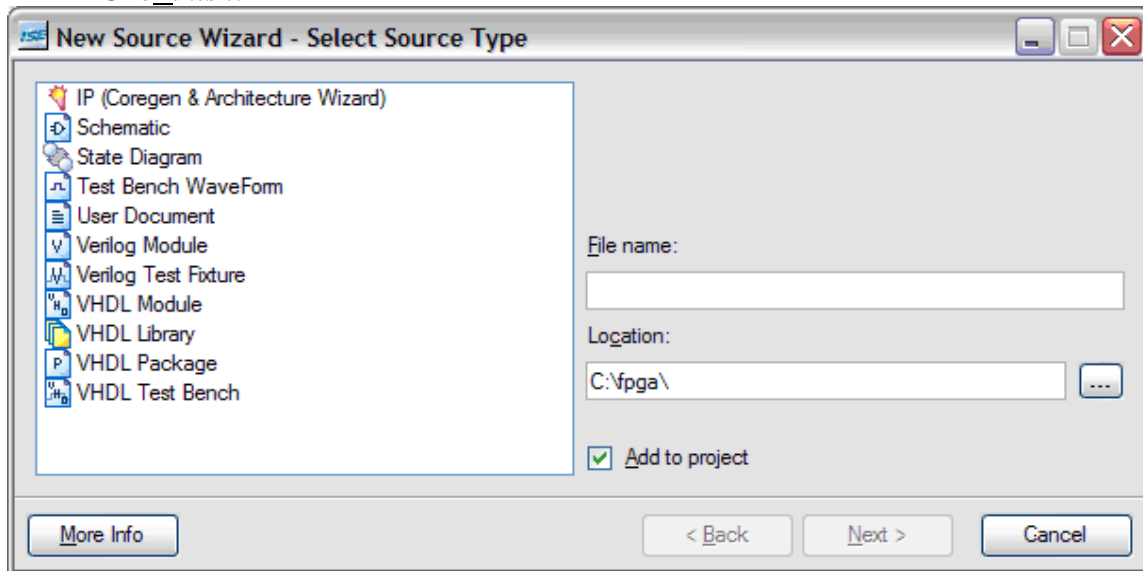 New Source Wizard - Select Source Type
IP (Coregen & Architecture Wizard)
Schematic
State Diagram
Test Bench WaveForm
User Document
Verilog Module
Verilog Test Fixture
VHDL Module
VHDL Library
VHDL Package
VHDL Test Bench
File name:
Location:
C:\fpga\
...
Add to project
More Info
< Back
Next >
Cancel